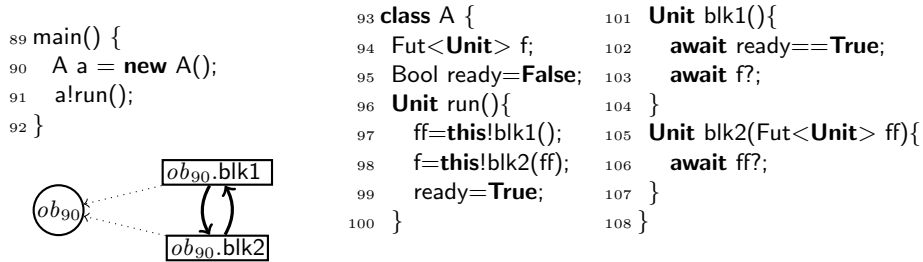 89 main() {
90 A a = new A();
91 a!run();
92 }
ob90
ob90.blk1
ob90.blk2
93 class A {
94 Fut<Unit> f;
95 Bool ready=False;
96 Unit run(){
97 ff=this!blk1();
98 f=this!blk2(ff);
99 ready=True;
100 }
101 Unit blk1(){
102 await ready==True;
103 await f?;
104 }
105 Unit blk2(Fut<Unit> ff){
106 await ff?;
107 }
108 }